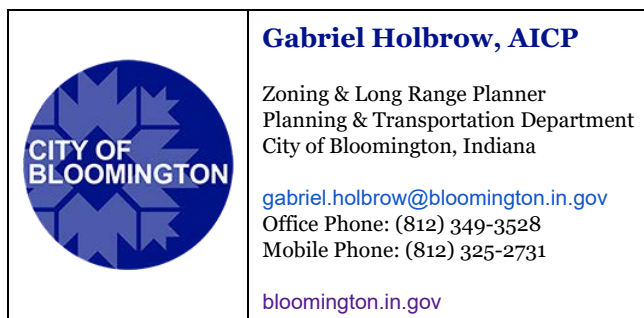 CITY OF
BLOOMINGTON
Gabriel Holbrow, AICP
Zoning & Long Range Planner
Planning & Transportation Department
City of Bloomington, Indiana
gabriel.holbrow@bloomington.in.gov
Office Phone: (812) 349-3528
Mobile Phone: (812) 325-2731
bloomington.in.gov